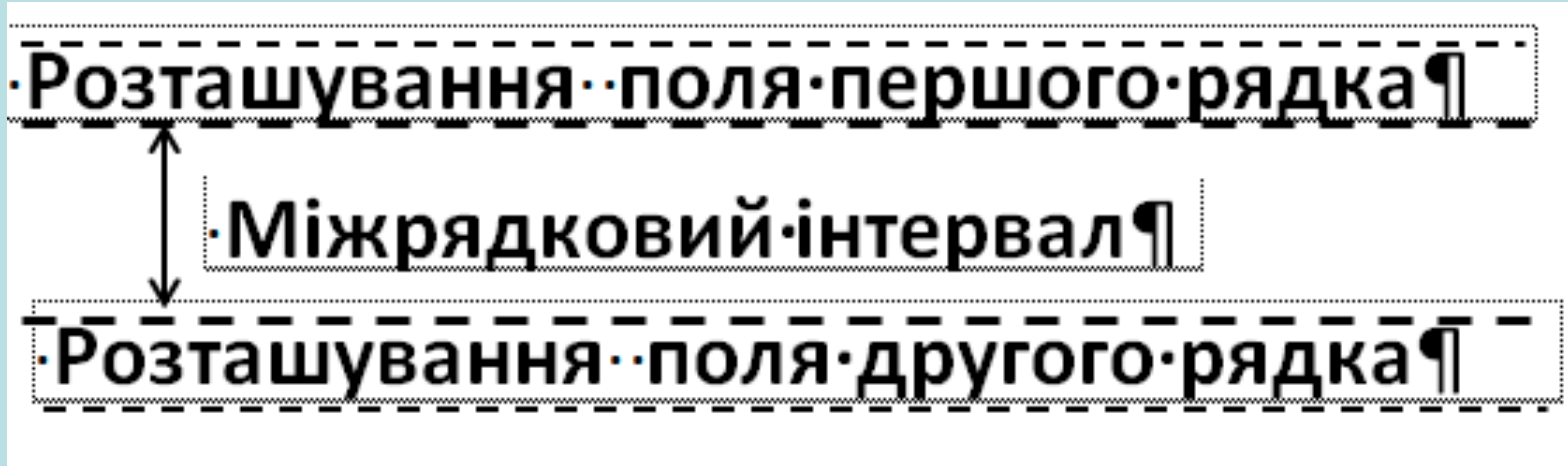 ·Розташування··поля·першого·рядка¶
·Міжрядковий·інтервал¶
·Розташування··поля·другого·рядка¶